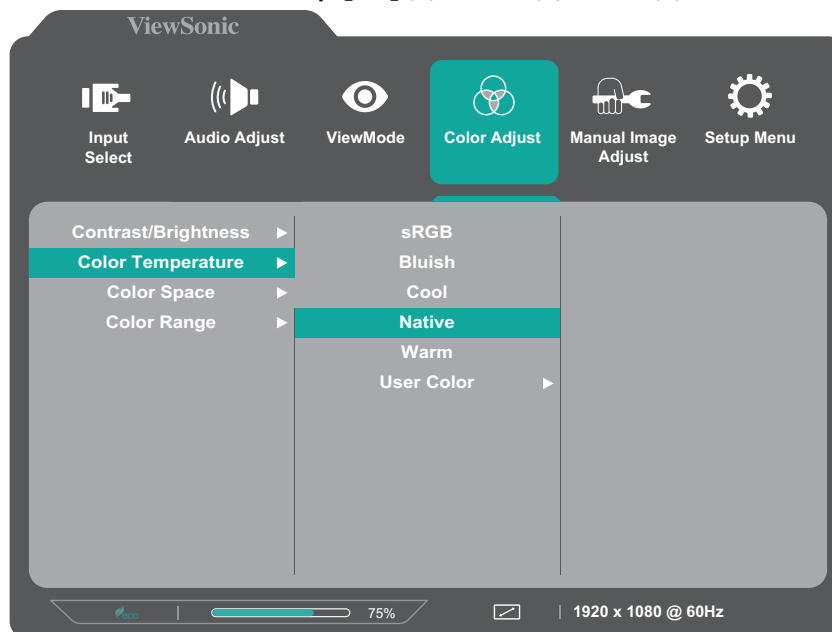 ViewSonic
Input Select
Audio Adjust
ViewMode
Color Adjust
Manual Image Adjust
Setup Menu
Contrast/Brightness
Color Temperature
Color Space
Color Range
sRGB
Bluish
Cool
Native
Warm
User Color
eco
75%
1920 x 1080 @ 60Hz